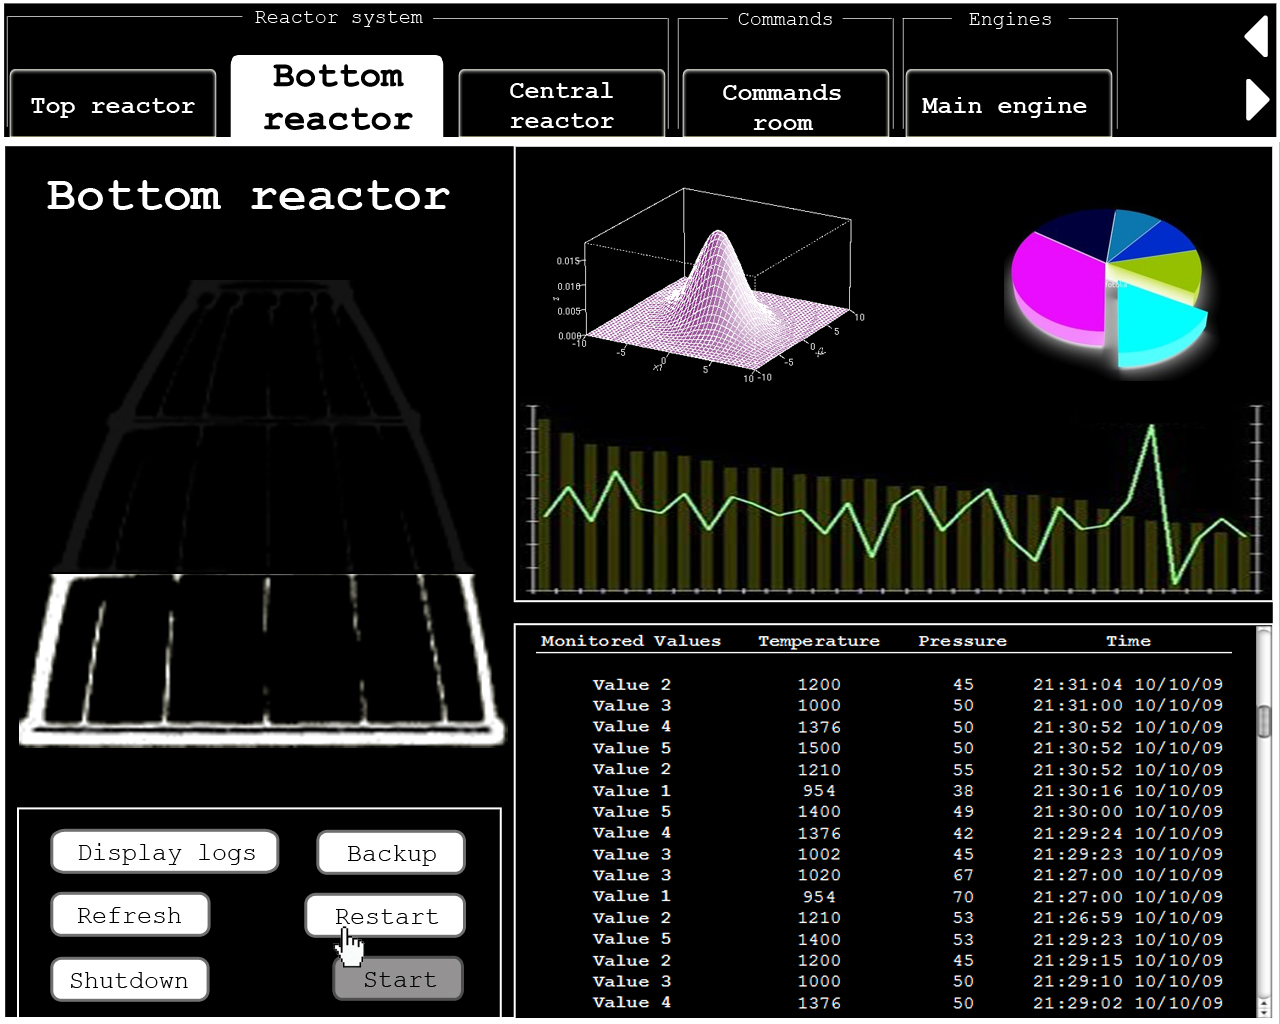 Reactor system
Commands
Engines
Top reactor
Bottom
reactor
Central
reactor
Commands
room
Main engine
Bottom reactor
0.015
0.010
0.005
0.000
-10
-5
0
5
10
-10
-5
0
5
10
Monitored Values Temperature Pressure Time
Value 2 1200 45 21:31:04 10/10/09
Value 3 1000 50 21:31:00 10/10/09
Value 4 1376 50 21:30:52 10/10/09
Value 5 1500 50 21:30:52 10/10/09
Value 2 1210 55 21:30:52 10/10/09
Value 1 954 38 21:30:16 10/10/09
Value 5 1400 49 21:30:00 10/10/09
Value 4 1376 42 21:29:24 10/10/09
Value 3 1002 45 21:29:23 10/10/09
Value 3 1020 67 21:27:00 10/10/09
Value 1 954 70 21:27:00 10/10/09
Value 2 1210 53 21:26:59 10/10/09
Value 5 1400 53 21:29:23 10/10/09
Value 2 1200 45 21:29:15 10/10/09
Value 3 1000 50 21:29:10 10/10/09
Value 4 1376 50 21:29:02 10/10/09
Display logs
Backup
Refresh
Restart
Shutdown
Start